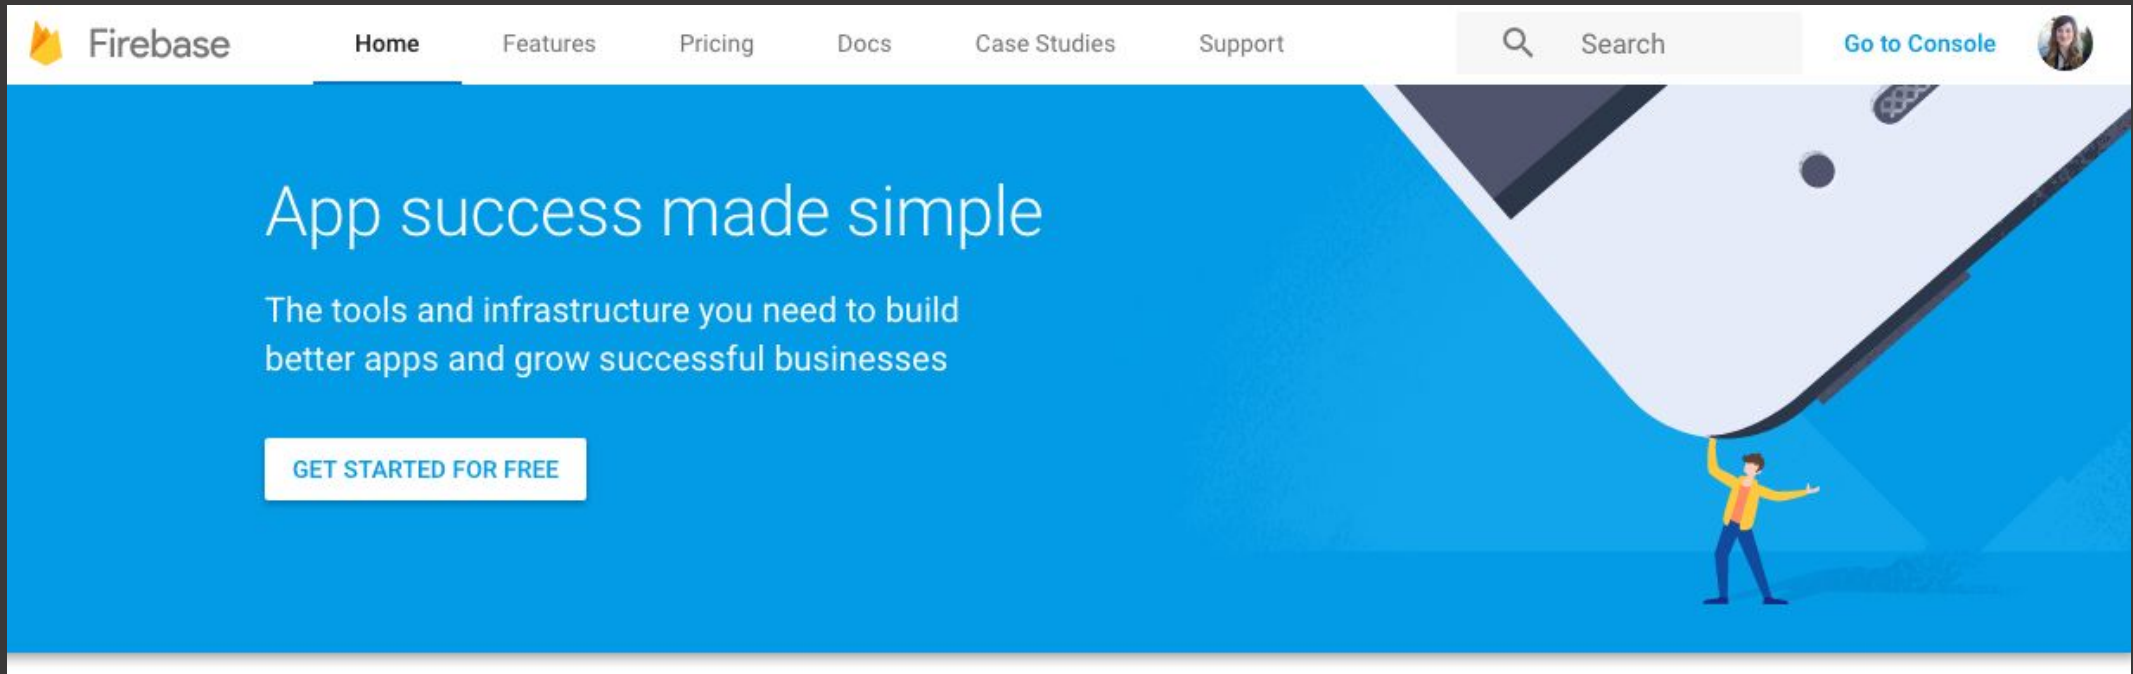 Firebase
Home
Features
Pricing
Docs
Case Studies
Support
Search
Go to Console
App success made simple
The tools and infrastructure you need to build
better apps and grow successful businesses
GET STARTED FOR FREE